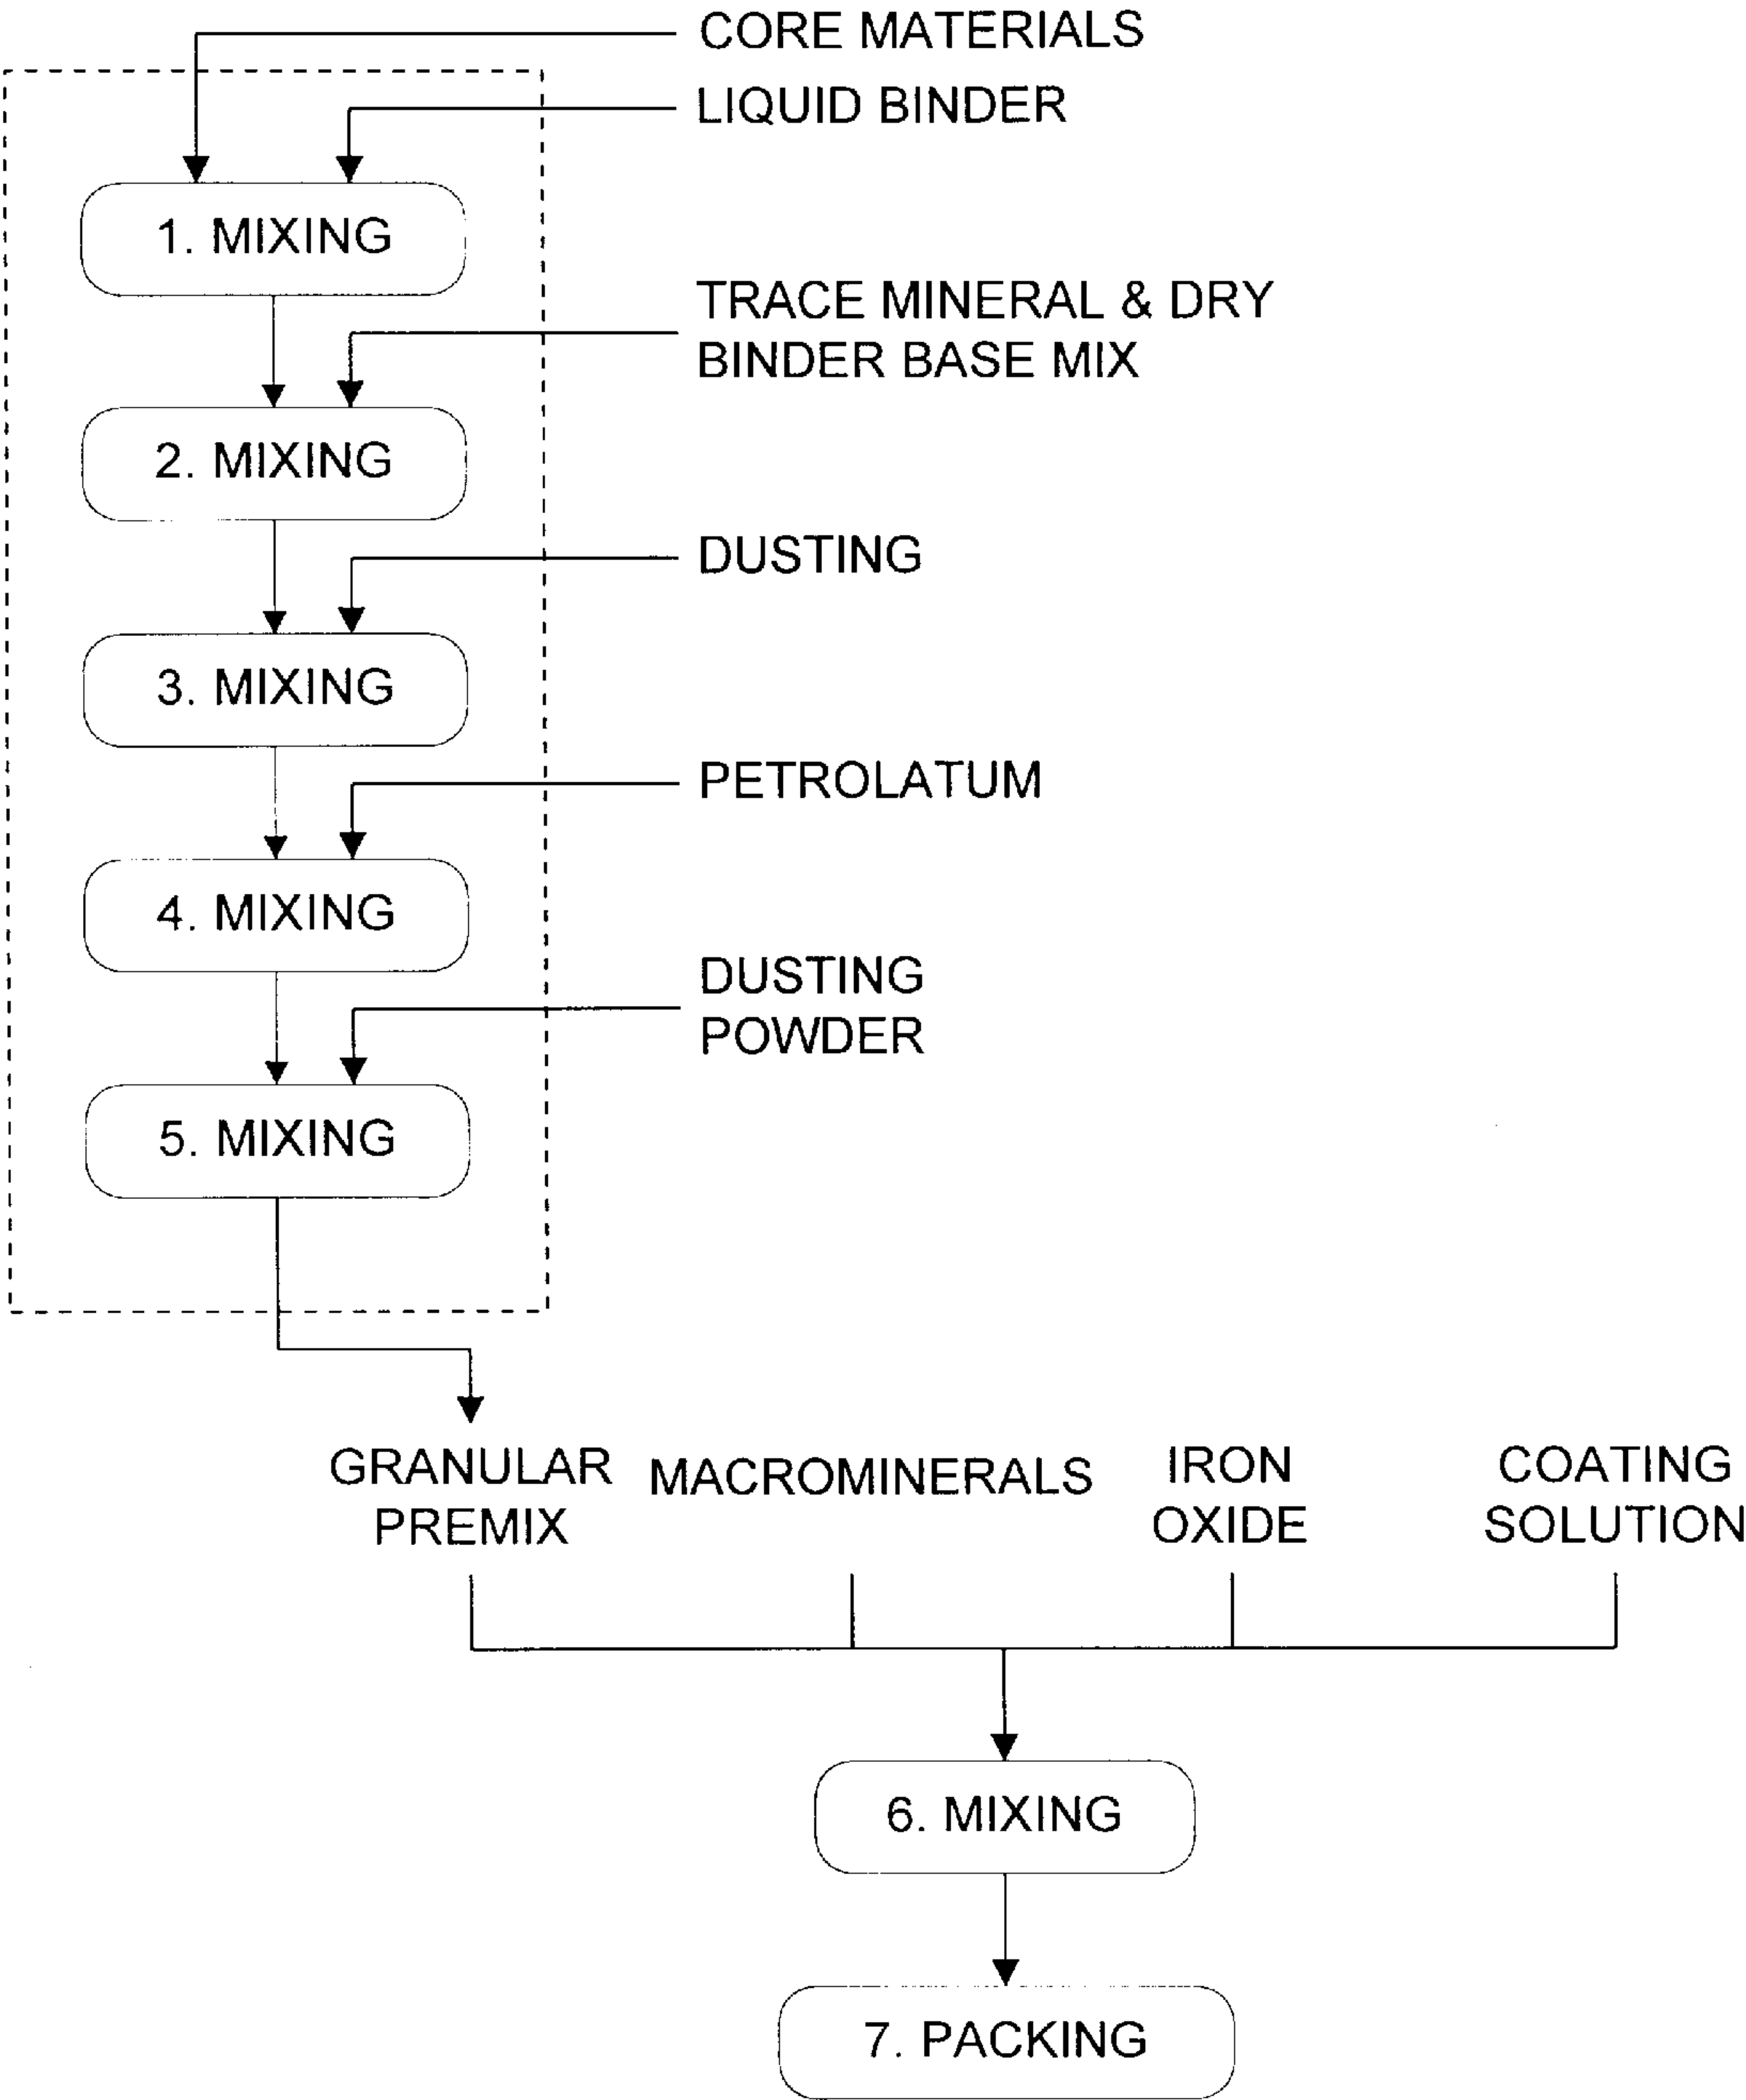 CORE MATERIALS
LIQUID BINDER
1. MIXING
TRACE MINERAL & DRY
BINDER BASE MIX
2. MIXING
DUSTING
3. MIXING
PETROLATUM
4. MIXING
DUSTING
POWDER
5. MIXING
GRANULAR
PREMIX
MACROMINERALS
IRON
OXIDE
COATING
SOLUTION
6. MIXING
7. PACKING